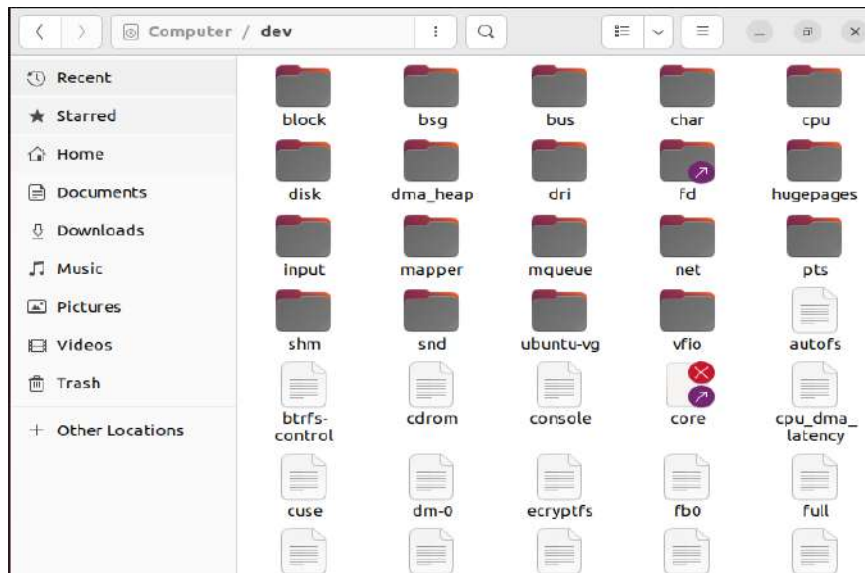 Computer / dev
Recent
Starred
Home
Documents
Downloads
Music
Pictures
Videos
Trash
Other Locations
block bsg bus char cpu
disk dma_heap dri fd hugepages
input mapper mqueue net pts
shm snd ubuntu-vg vfio autofs
btrfs- cdrom console core cpu_dma_
control latency
cuse dm-0 ecryptfs fb0 full